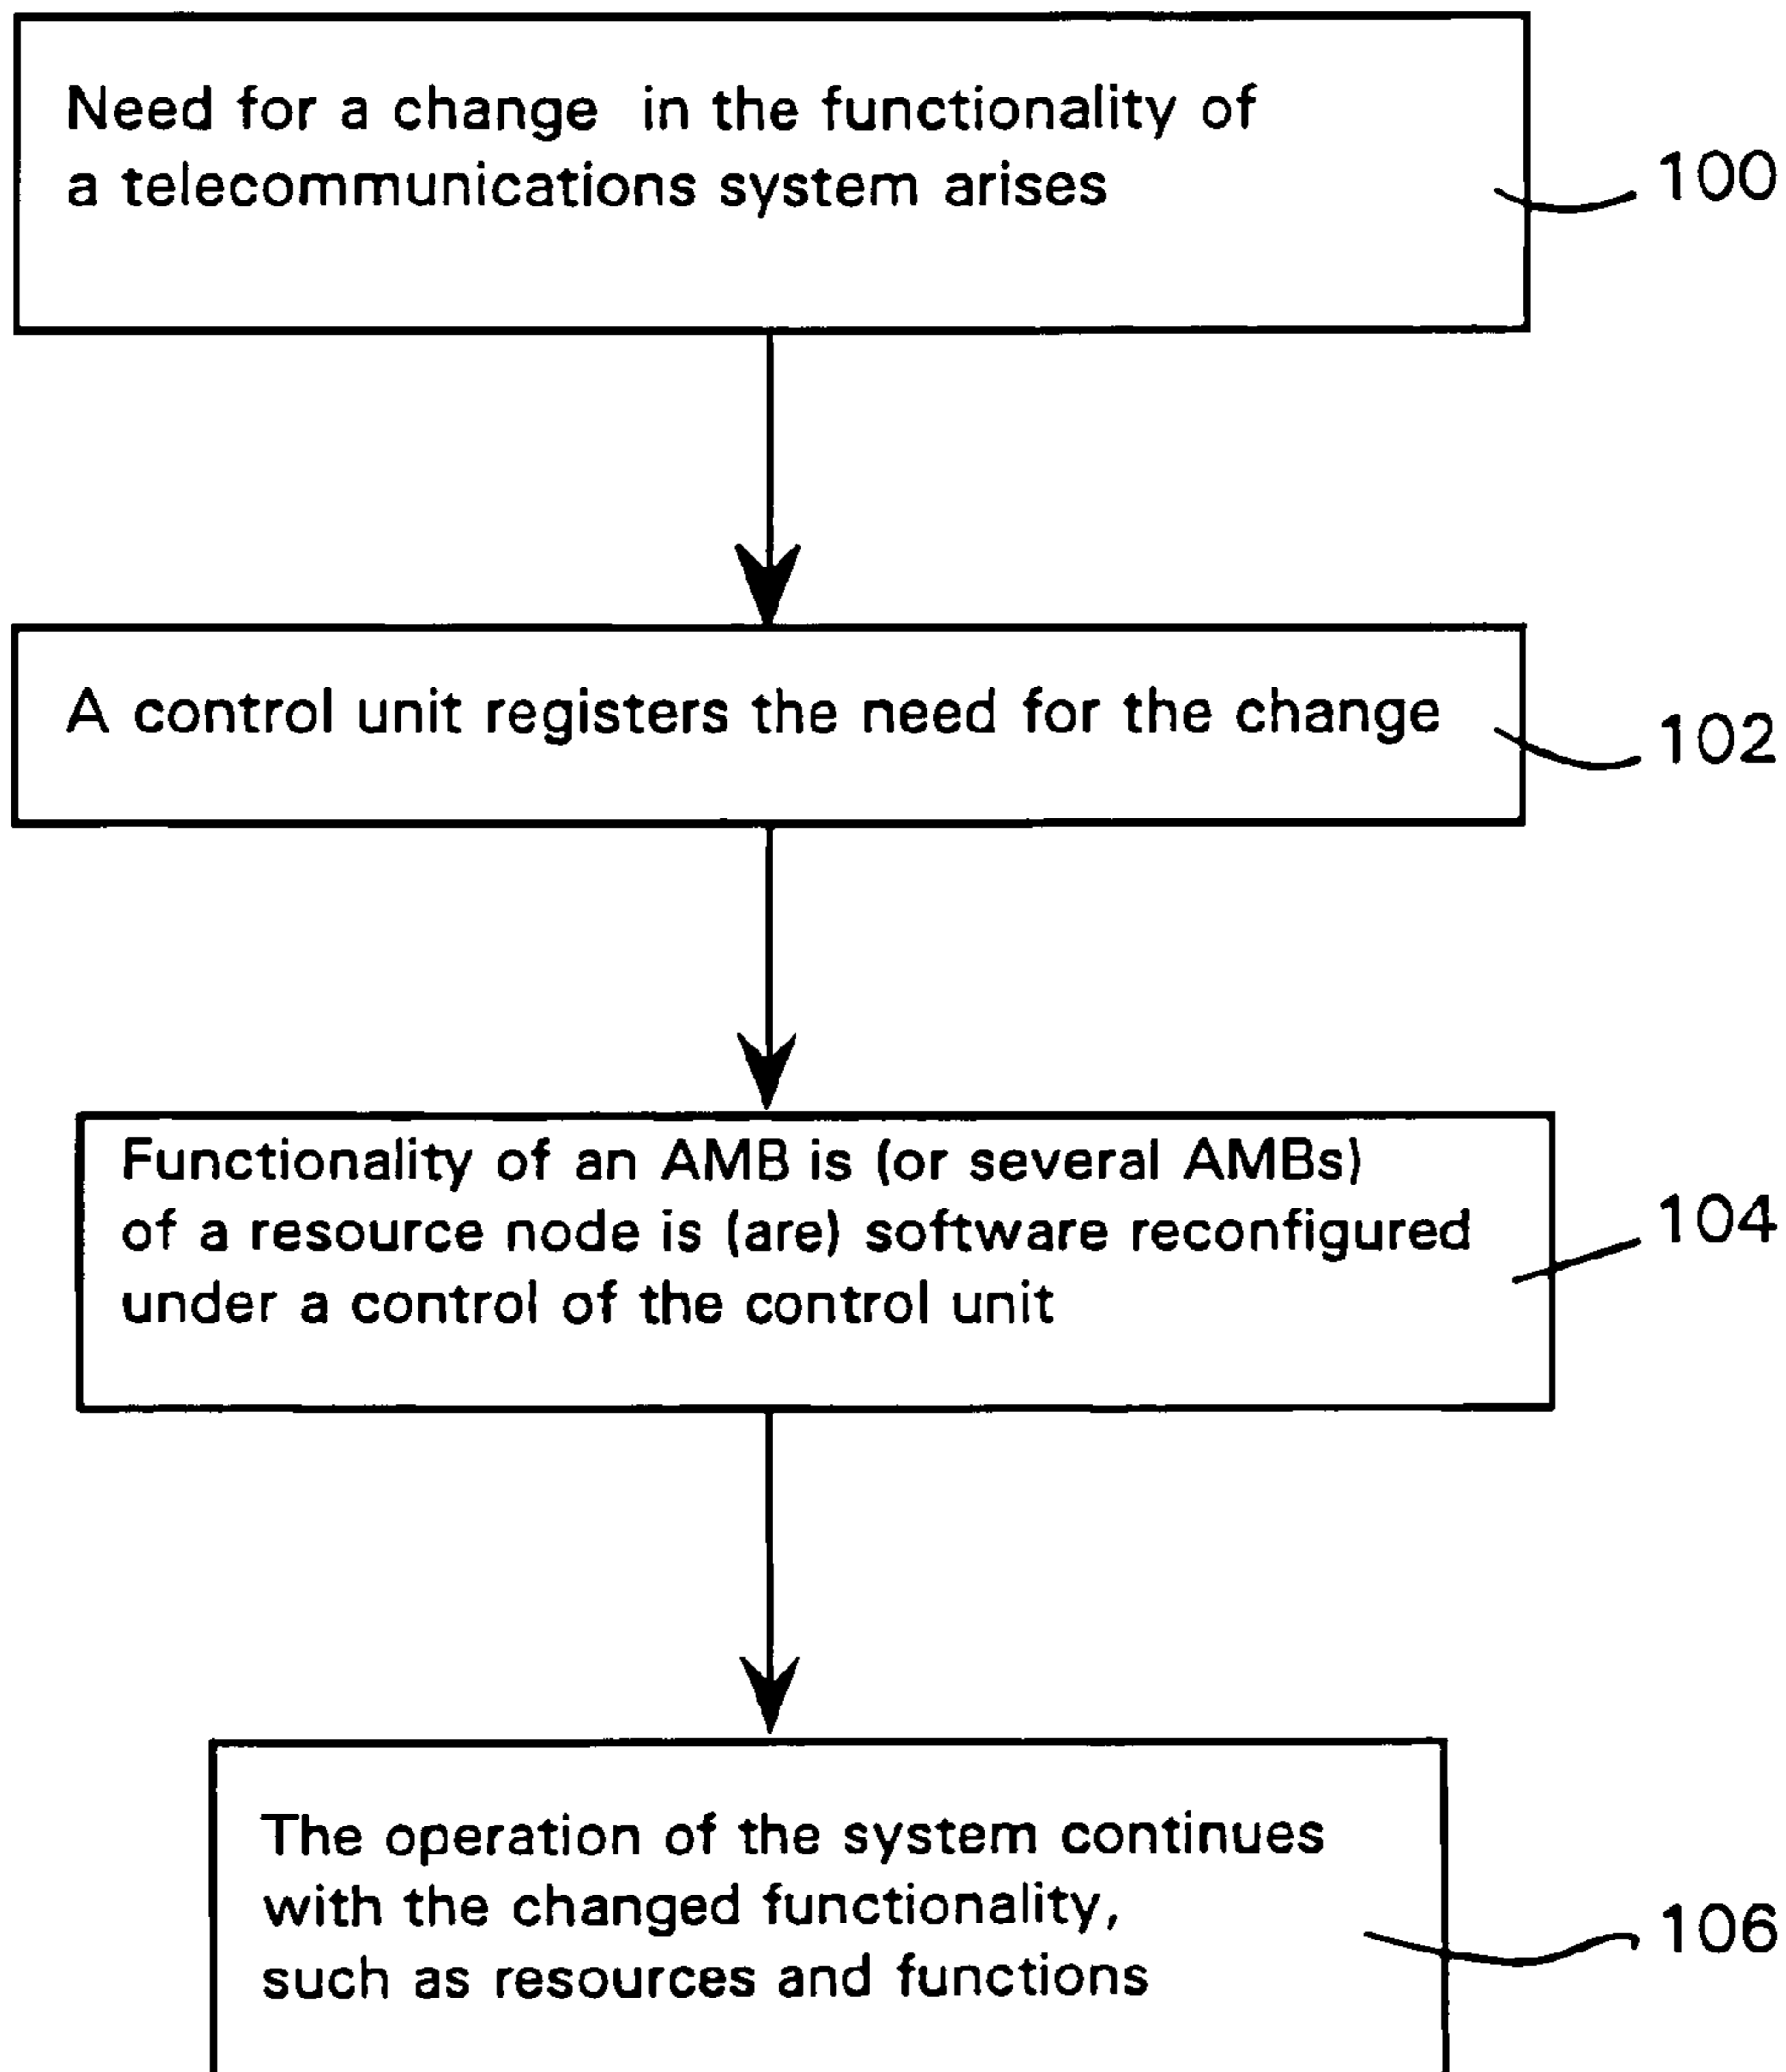 Need for a change in the functionality of
a telecommunications system arises
100
A control unit registers the need for the change
102
Functionality of an AMB is (or several AMBs)
of a resource node is (are) software reconfigured
under a control of the control unit
104
The operation of the system continues
with the changed functionality,
such as resources and functions
106